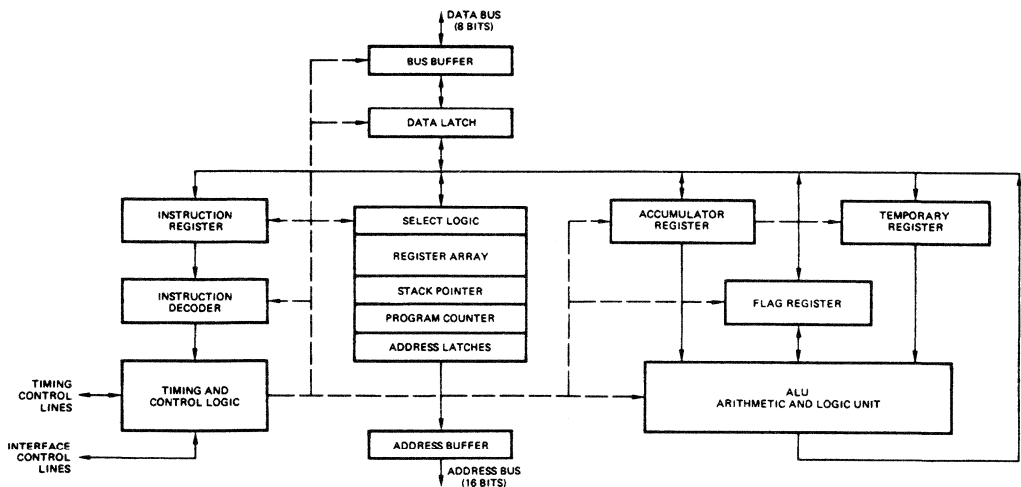 DATA BUS
(8 BITS)
BUS BUFFER
DATA LATCH
INSTRUCTION
REGISTER
SELECT LOGIC
ACCUMULATOR
REGISTER
TEMPORARY
REGISTER
REGISTER ARRAY
INSTRUCTION
DECODER
STACK POINTER
FLAG REGISTER
PROGRAM COUNTER
ADDRESS LATCHES
TIMING
CONTROL
LINES
TIMING AND
CONTROL LOGIC
ALU
ARITHMETIC AND LOGIC UNIT
INTERFACE
CONTROL
LINES
ADDRESS BUFFER
ADDRESS BUS
(16 BITS)